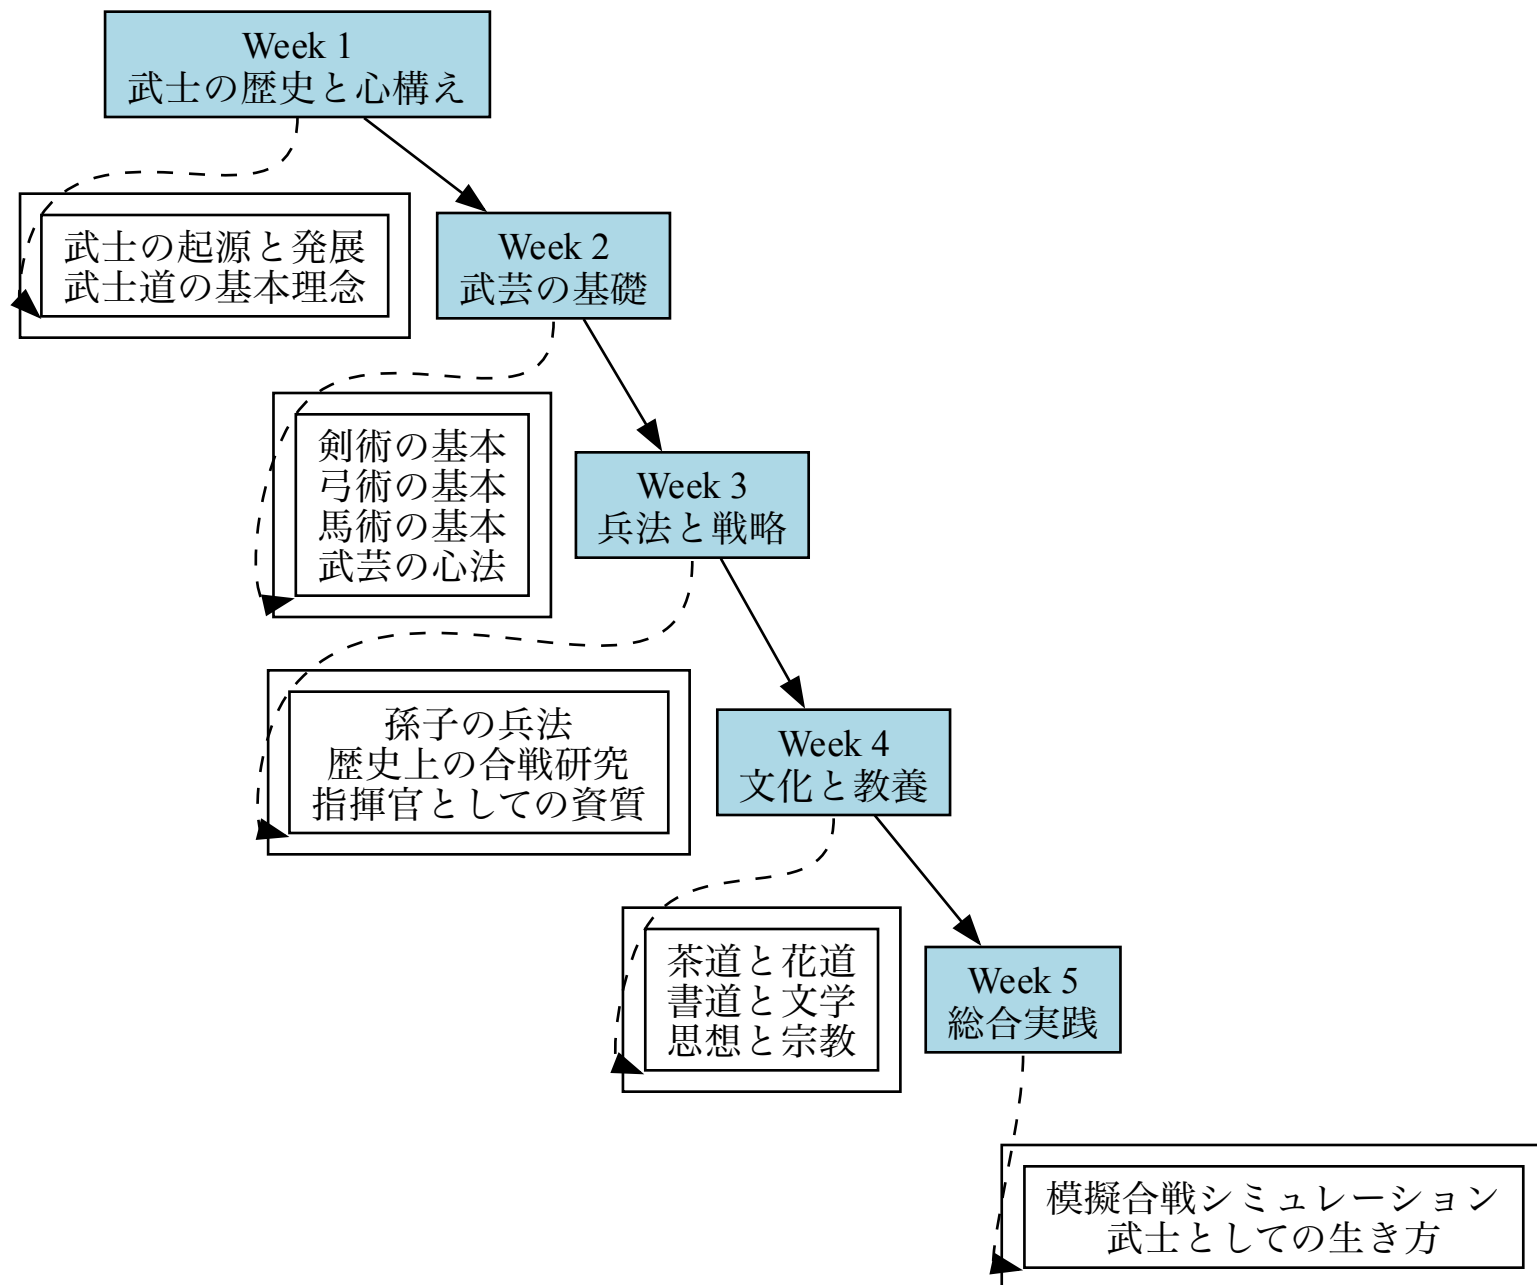 Week 1
武士の歴史と心構え
武士の起源と発展
武士道の基本理念
Week 2
武芸の基礎
剣術の基本
弓術の基本
馬術の基本
武芸の心法
Week 3
兵法と戦略
孫子の兵法
歴史上の合戦研究
指揮官としての資質
Week 4
文化と教養
茶道と花道
書道と文学
思想と宗教
Week 5
総合実践
模擬合戦シミュレーション
武士としての生き方